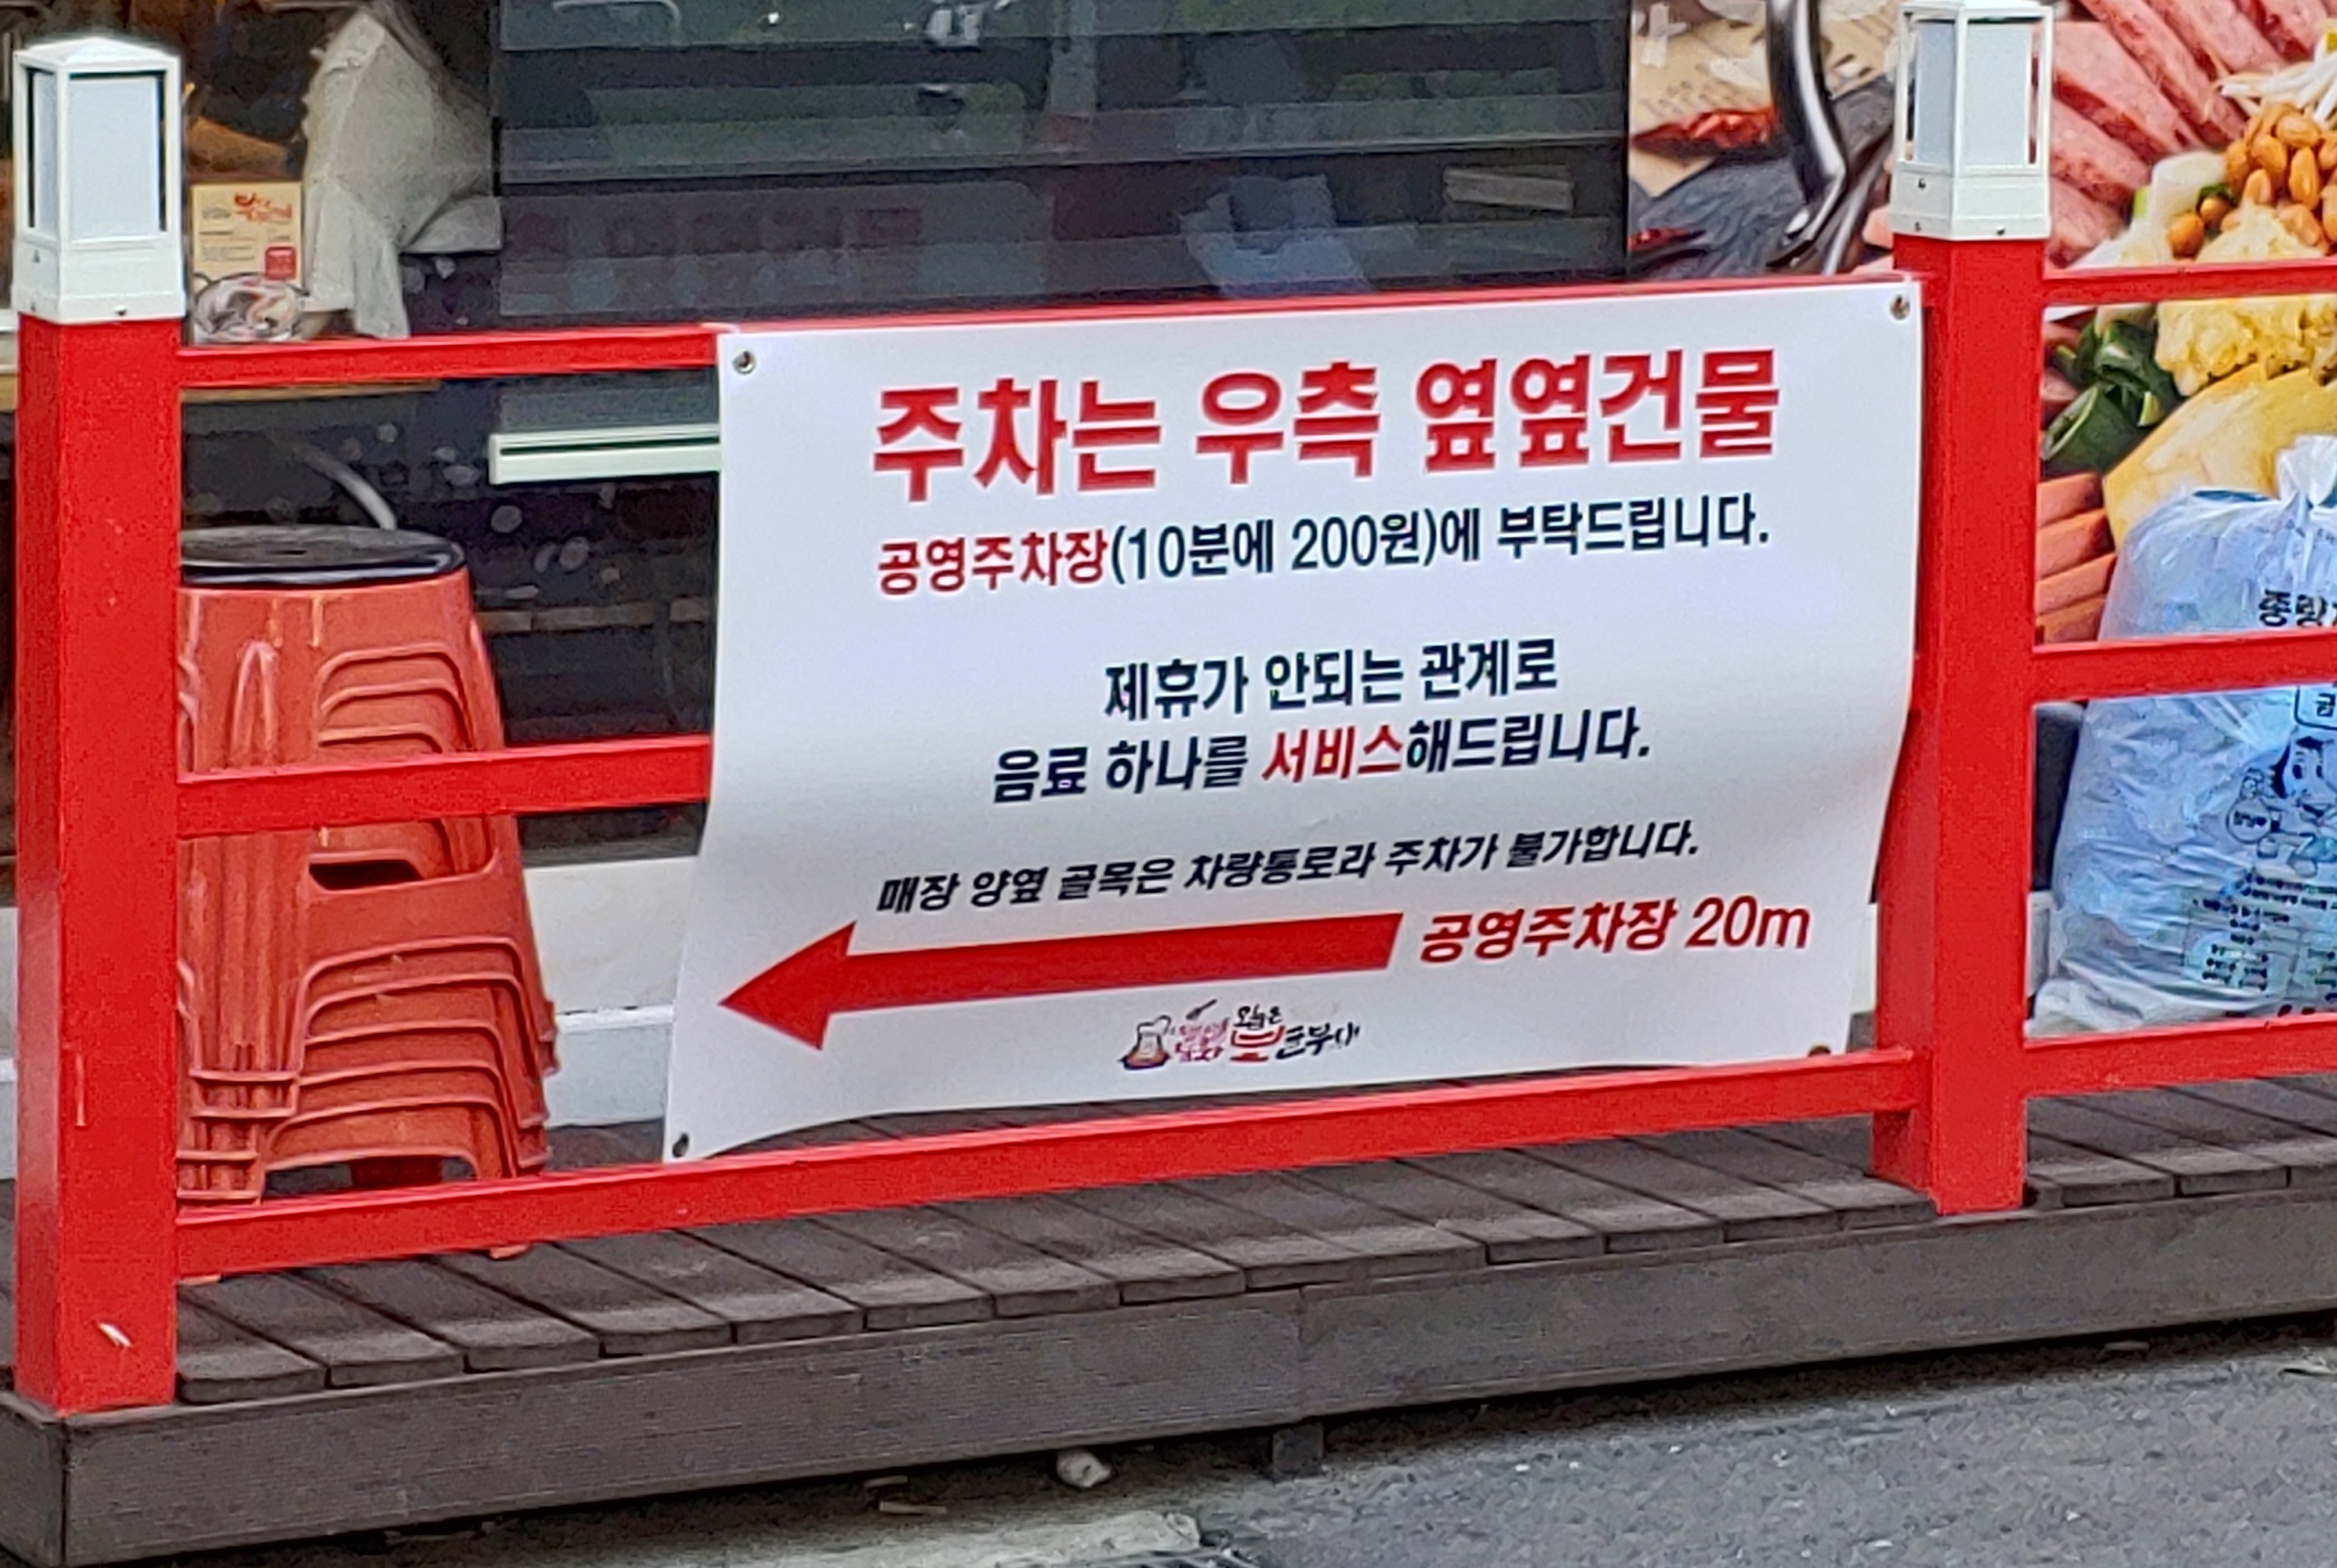 주차는 우측 옆옆건물
공영주차장(10분에 200원)에 부탁드립니다.
제휴가 안되는 관계로
음료 하나를 서비스해드립니다.
매장 양옆 골목은 차량통로라 주차가 불가합니다.
공영주차장 20m
오늘은